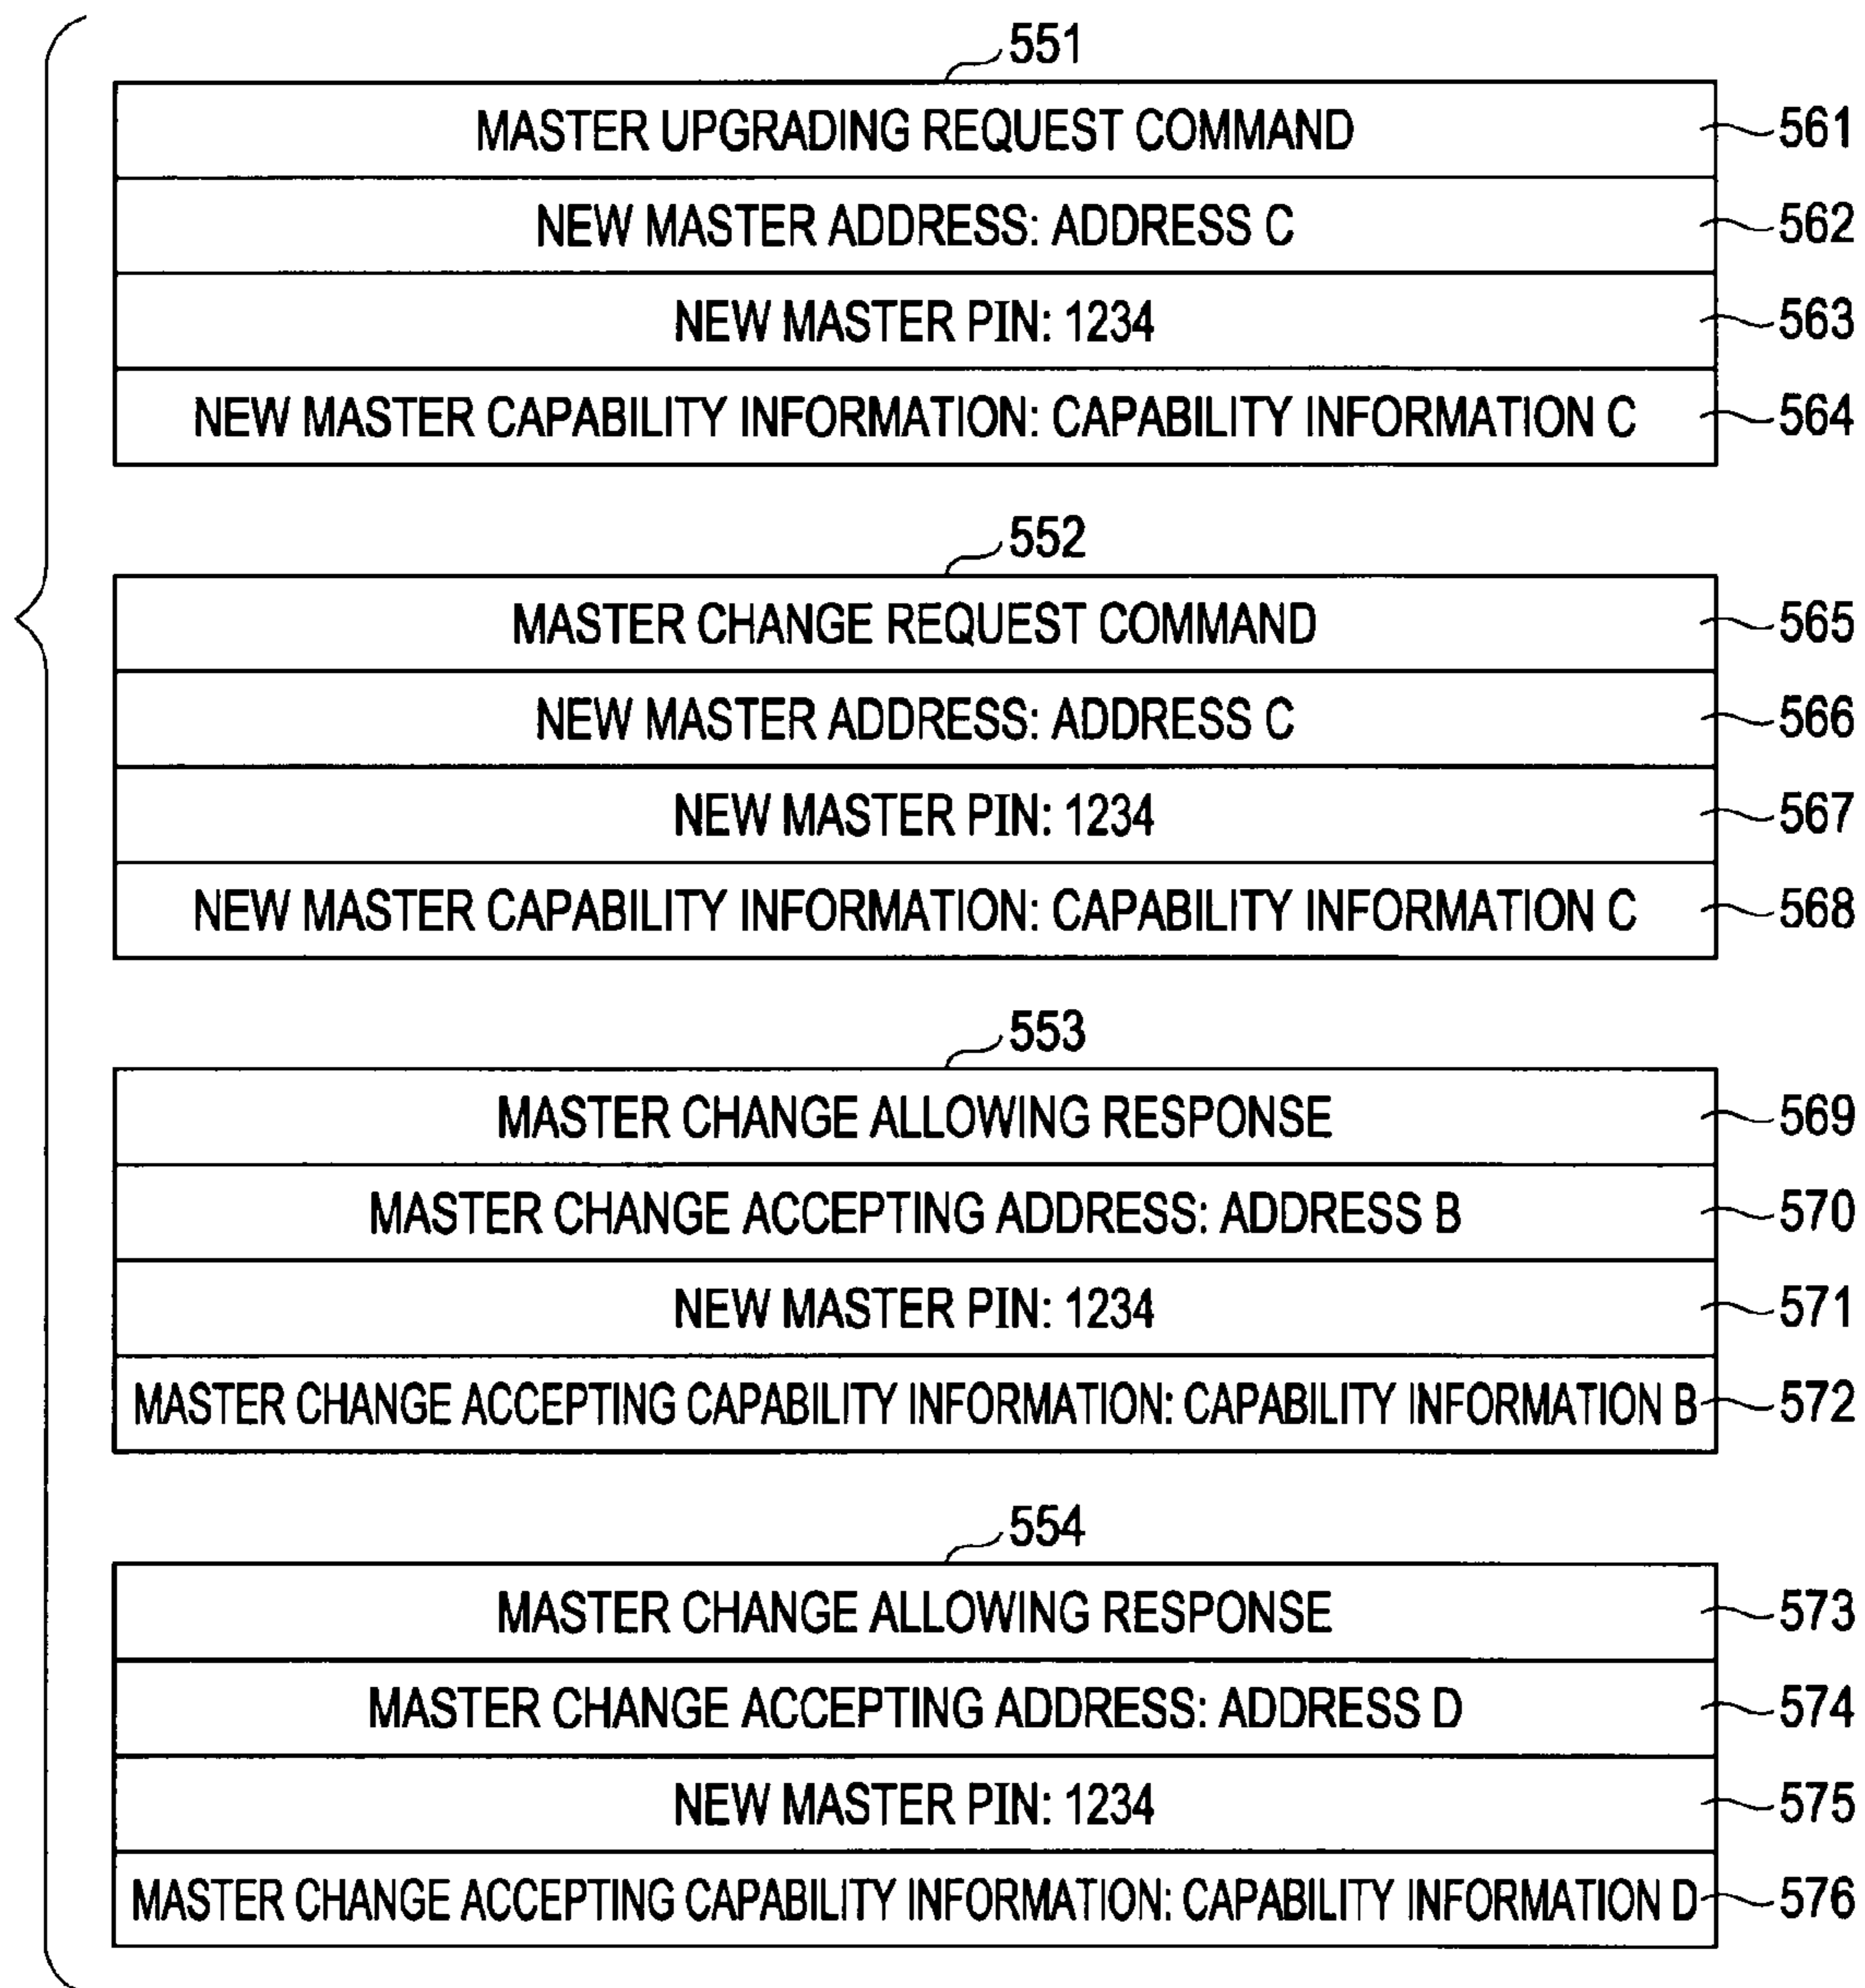 551
MASTER UPGRADING REQUEST COMMAND 561
NEW MASTER ADDRESS: ADDRESS C 562
NEW MASTER PIN: 1234 563
NEW MASTER CAPABILITY INFORMATION: CAPABILITY INFORMATION C 564
552
MASTER CHANGE REQUEST COMMAND 565
NEW MASTER ADDRESS: ADDRESS C 566
NEW MASTER PIN: 1234 567
NEW MASTER CAPABILITY INFORMATION: CAPABILITY INFORMATION C 568
553
MASTER CHANGE ALLOWING RESPONSE 569
MASTER CHANGE ACCEPTING ADDRESS: ADDRESS B 570
NEW MASTER PIN: 1234 571
MASTER CHANGE ACCEPTING CAPABILITY INFORMATION: CAPABILITY INFORMATION B 572
554
MASTER CHANGE ALLOWING RESPONSE 573
MASTER CHANGE ACCEPTING ADDRESS: ADDRESS D 574
NEW MASTER PIN: 1234 575
MASTER CHANGE ACCEPTING CAPABILITY INFORMATION: CAPABILITY INFORMATION D 576